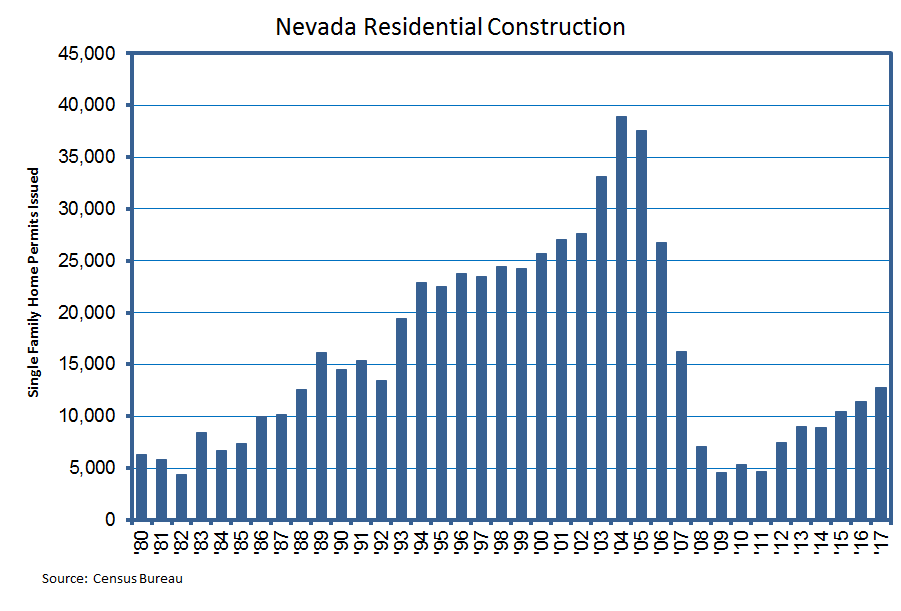 Nevada Residential Construction
45,000
40,000
35,000
30,000
25,000
20,000
15,000
10,000
5,000
0
Single Family Home Permits Issued
'80 '81 '82 '83 '84 '85 '86 '87 '88 '89 '90 '91 '92 '93 '94 '95 '96 '97 '98 '99 '00 '01 '02 '03 '04 '05 '06 '07 '08 '09 '10 '11 '12 '13 '14 '15 '16 '17
Source: Census Bureau